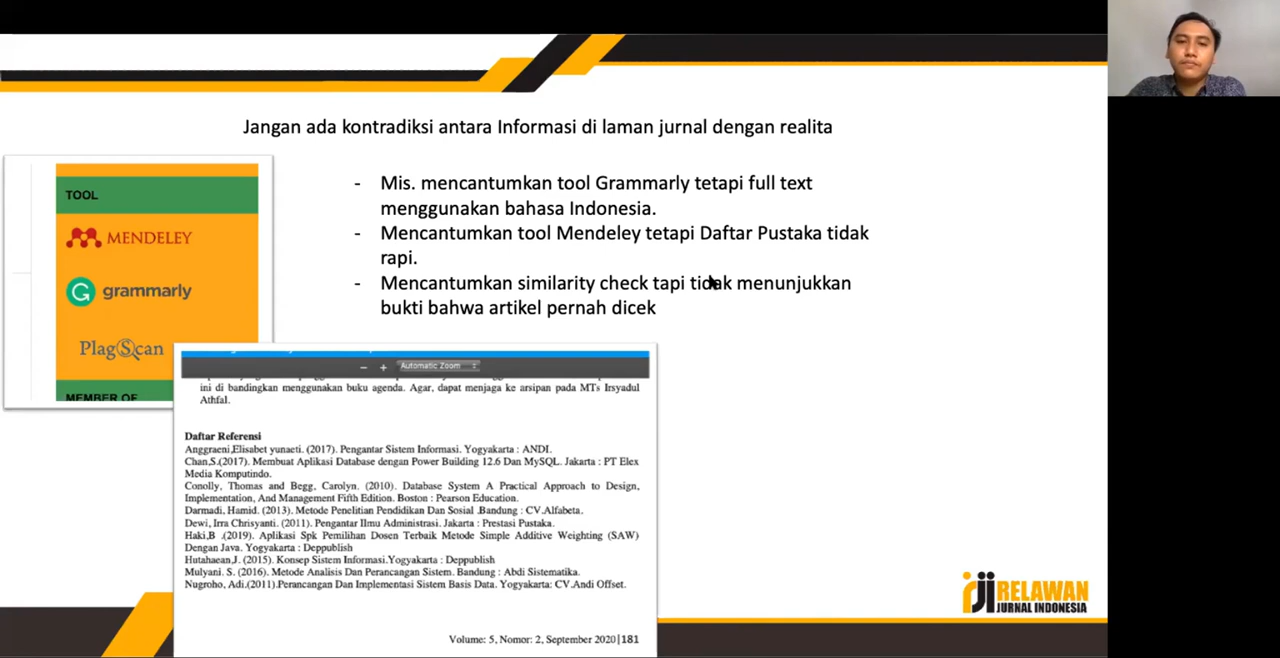 Jangan ada kontradiksi antara Informasi di laman jurnal dengan realita
- Mis. mencantumkan tool Grammarly tetapi full text
menggunakan bahasa Indonesia.
- Mencantumkan tool Mendeley tetapi Daftar Pustaka tidak
rapi.
- Mencantumkan similarity check tapi tidak menunjukkan
bukti bahwa artikel pernah dicek
TOOL
MENDELEY
grammarly
PlagScan
MEMBER OF
Automatic Zoom
ini di bandingkan menggunakan buku agenda. Agar, dapat menjaga ke arsipan pada MTs Irsyadul
Athfal.
Daftar Referensi
Anggraeni,Elisabet yunaeti. (2017). Pengantar Sistem Informasi. Yogyakarta : ANDI.
Chan,S.(2017). Membuat Aplikasi Database dengan Power Building 12.6 Dan MySQL. Jakarta : PT Elex
Media Komputindo.
Conolly, Thomas and Begg, Carolyn. (2010). Database System A Practical Approach to Design,
Implementation, And Management Fifth Edition. Boston : Pearson Education.
Darmadi, Hamid. (2013). Metode Penelitian Pendidikan Dan Sosial .Bandung : CV.Alfabeta.
Dewi, Irra Chrisyanti. (2011). Pengantar Ilmu Administrasi. Jakarta : Prestasi Pustaka.
Haki,B .(2019). Aplikasi Spk Pemilihan Dosen Terbaik Metode Simple Additive Weighting (SAW)
Dengan Java. Yogyakarta : Deppublish
Hutahaean,J. (2015). Konsep Sistem Informasi.Yogyakarta : Deppublish
Mulyani. S. (2016). Metode Analisis Dan Perancangan Sistem. Bandung : Abdi Sistematika.
Nugroho, Adi.(2011).Perancangan Dan Implementasi Sistem Basis Data. Yogyakarta: CV.Andi Offset.
Volume: 5, Nomor: 2, September 2020|181
rji RELAWAN
JURNAL INDONESIA